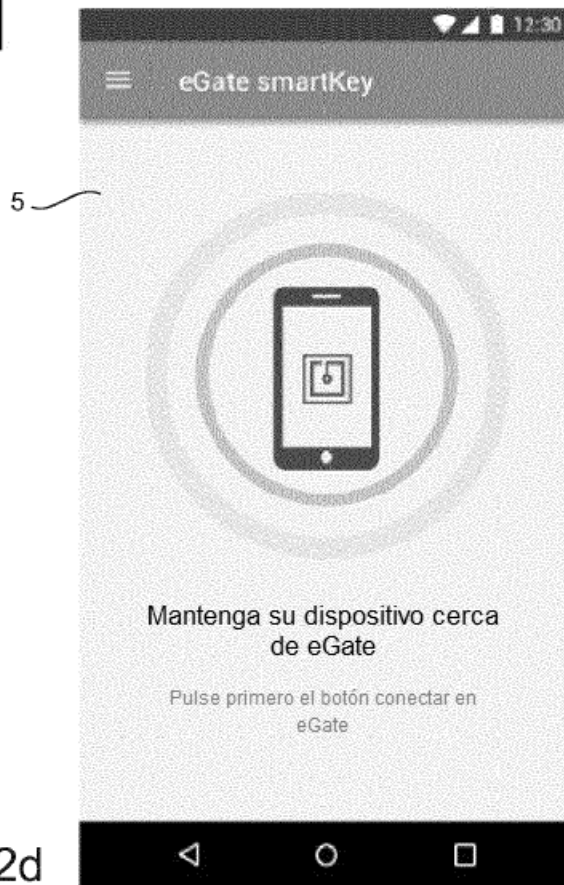 12:30
eGate smartKey
5
Mantenga su dispositivo cerca
de eGate
Pulse primero el botón conectar en
eGate
2d